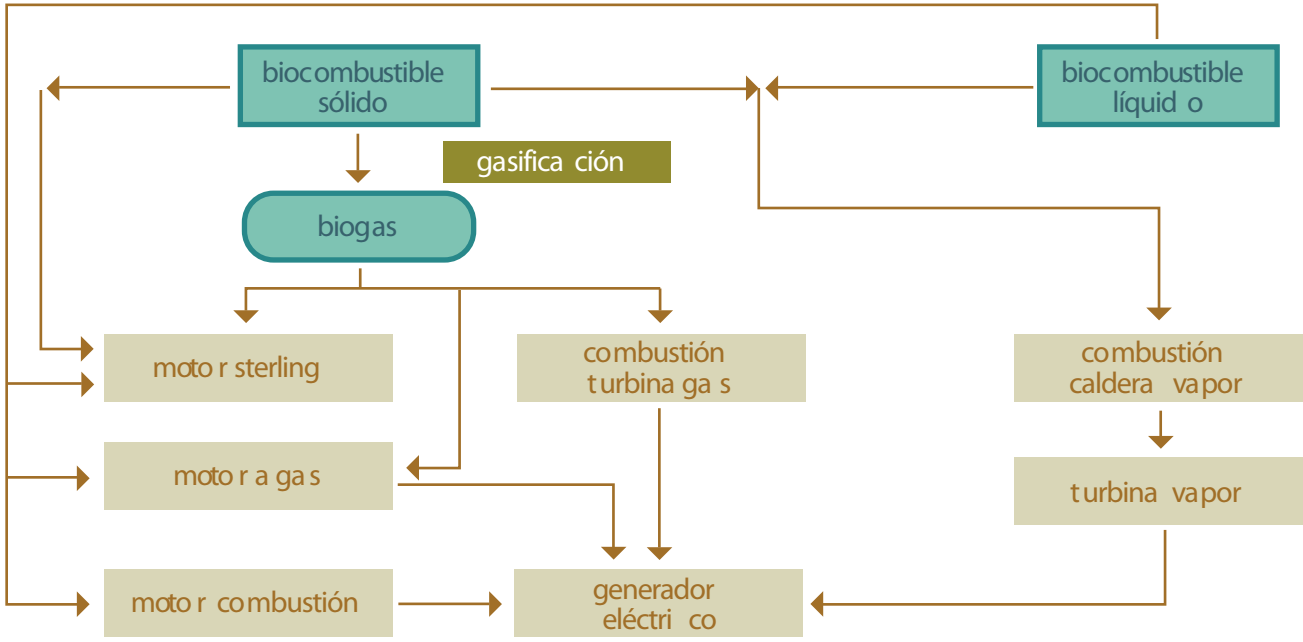 biocombustible
sólido
biocombustible
líquido
gasificación
biogas
motor sterling
combustión
turbina gas
combustión
caldera vapor
motor a gas
turbina vapor
motor combustión
generador
eléctrico